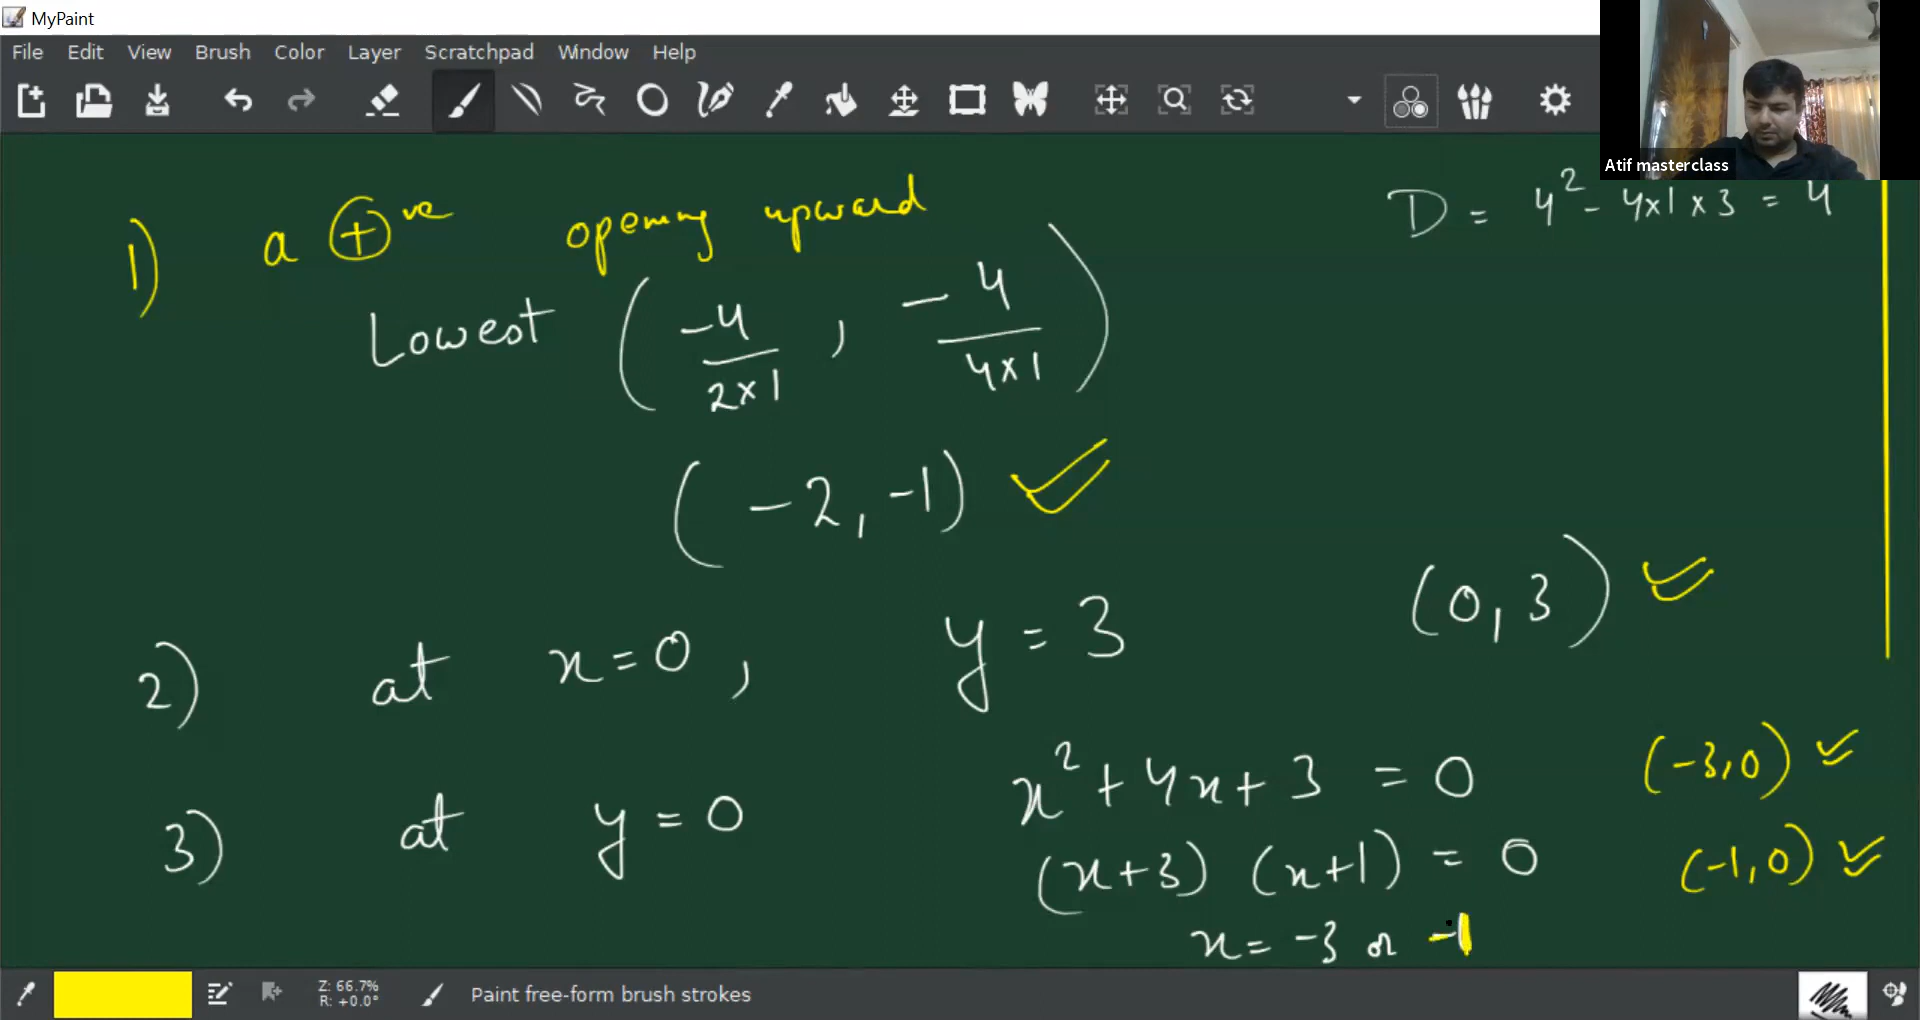 MyPaint
File Edit View Brush Color Layer Scratchpad Window Help
Atif masterclass
D = 4² - 4x1x3 = 4
1) a (+)ve opening upward
Lowest (-4/2x1, -4/4x1)
(-2, -1)
2) at x=0, y = 3 (0, 3)
3) at y = 0 x² + 4x + 3 = 0 (-3, 0)
(x+3) (x+1) = 0 (-1, 0)
x = -3 or -1
Z: 66.7%
R: +0.0°
Paint free-form brush strokes